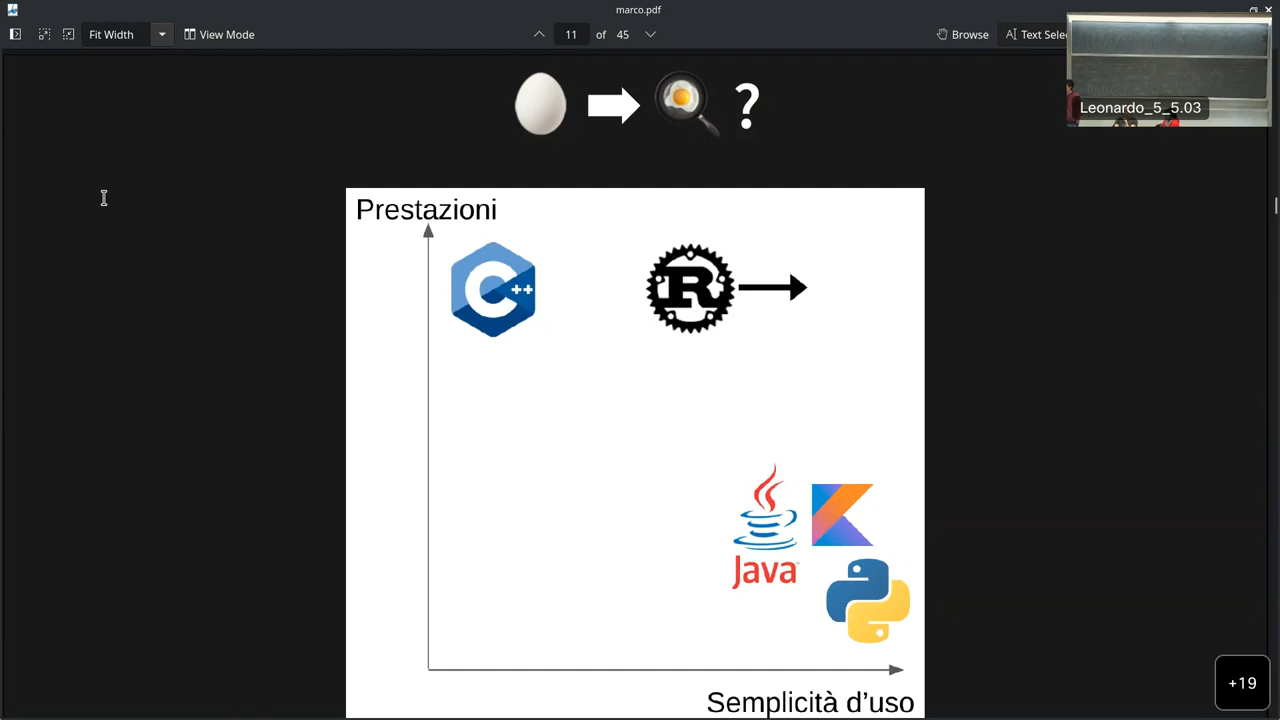 marco.pdf
Fit Width
View Mode
11 of 45
Browse
Text Selec
Leonardo_5_5.03
?
Prestazioni
C++
R
Java
Semplicità d'uso
+19